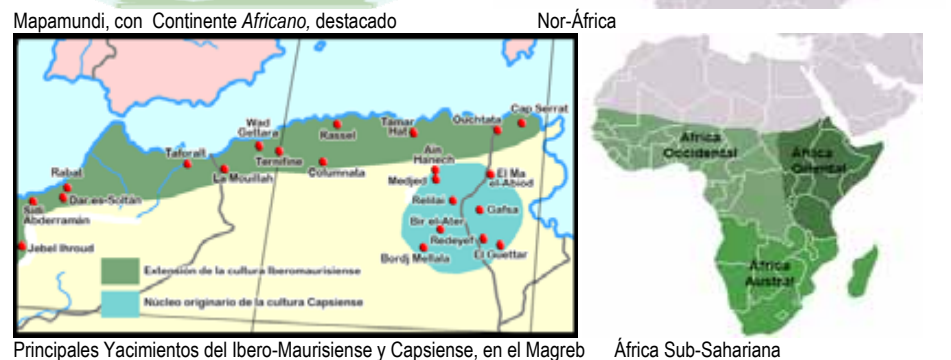 Mapamundi, con Continente Africano, destacado
Nor-África
Cap Serrat
Wad
Gettara
Rassel
Tamar
Hat
Ouchtata
Taforalt
Ternifine
Ain
Hanech
La Mouillah
Columnata
Medjed
El Ma
el-Abiod
Rabat
Dar-es-Soltán
Relilai
Gafsa
Sidi
Abderramán
Bir el-Ater
Redeyef
Jebel Ihroud
Bordj Mellala
El Guettar
Extensión de la cultura Iberomaurisiense
Núcleo originario de la cultura Capsiense
África
Occidental
África
Oriental
África
Austral
Principales Yacimientos del Ibero-Maurisiense y Capsiense, en el Magreb
África Sub-Sahariana